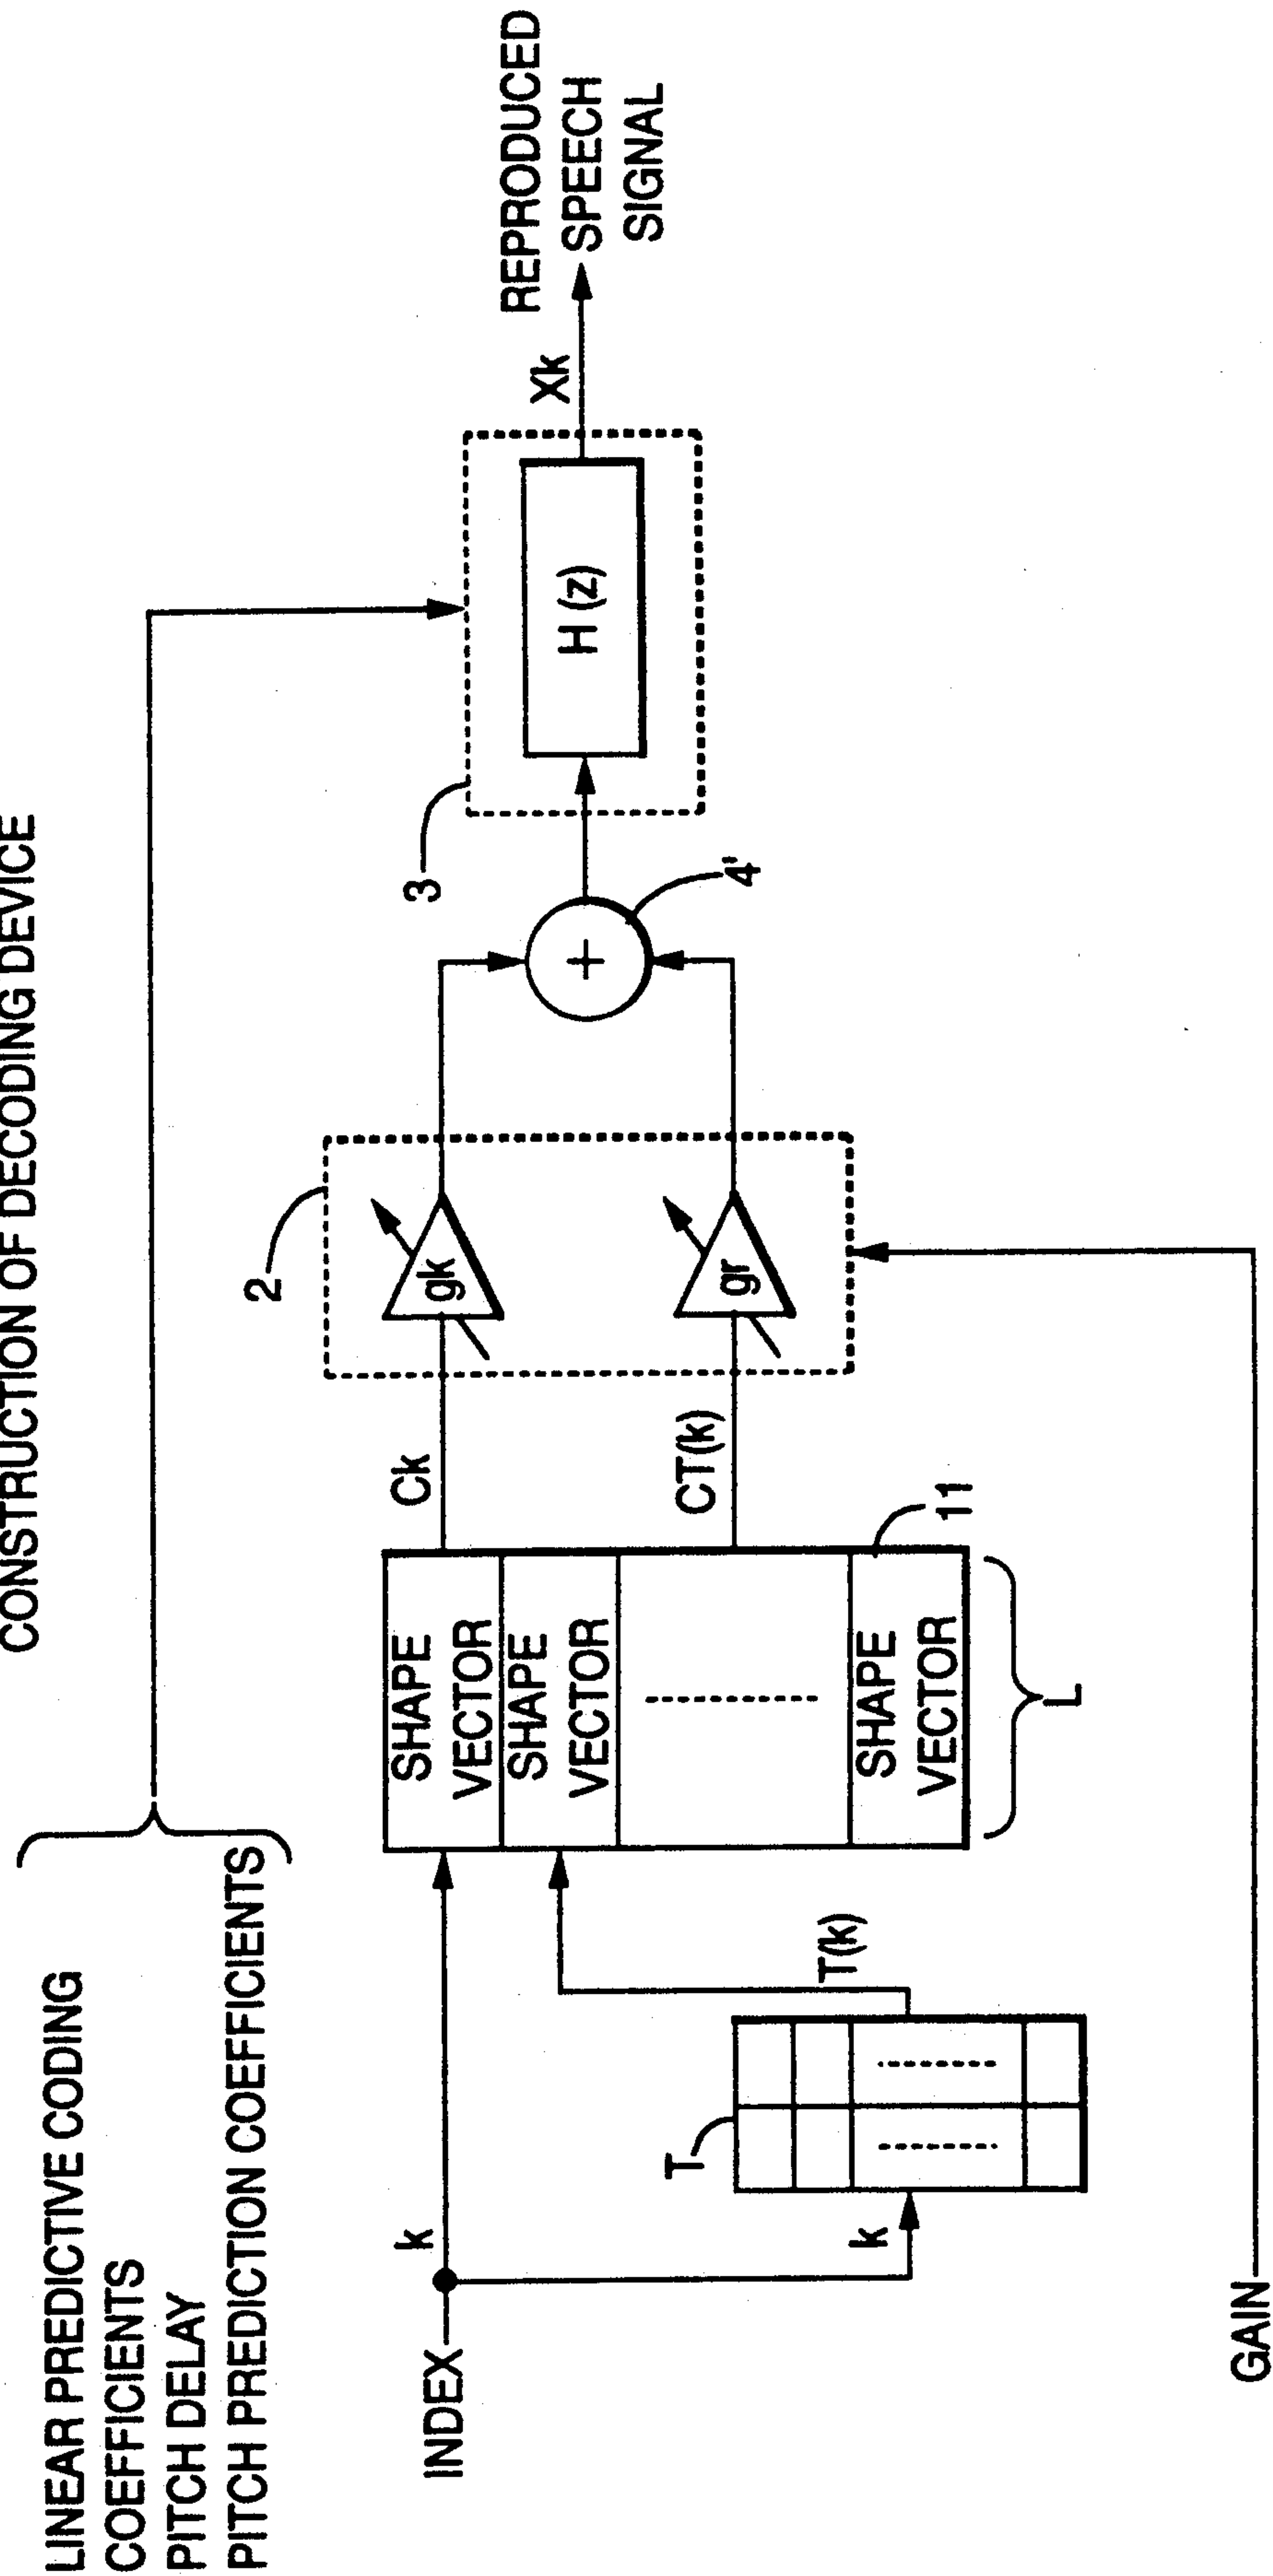 CONSTRUCTION OF DECODING DEVICE
LINEAR PREDICTIVE CODING
COEFFICIENTS
PITCH DELAY
PITCH PREDICTION COEFFICIENTS
INDEX
k
k
T
T(k)
SHAPE
VECTOR
SHAPE
VECTOR
SHAPE
VECTOR
11
L
Ck
CT(k)
2
gk
gr
+
4'
3
H (z)
Xk
REPRODUCED
SPEECH
SIGNAL
GAIN